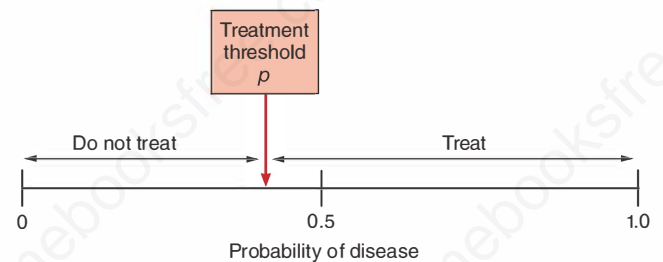 Treatment
threshold
p
Do not treat
Treat
0
0.5
1.0
Probability of disease